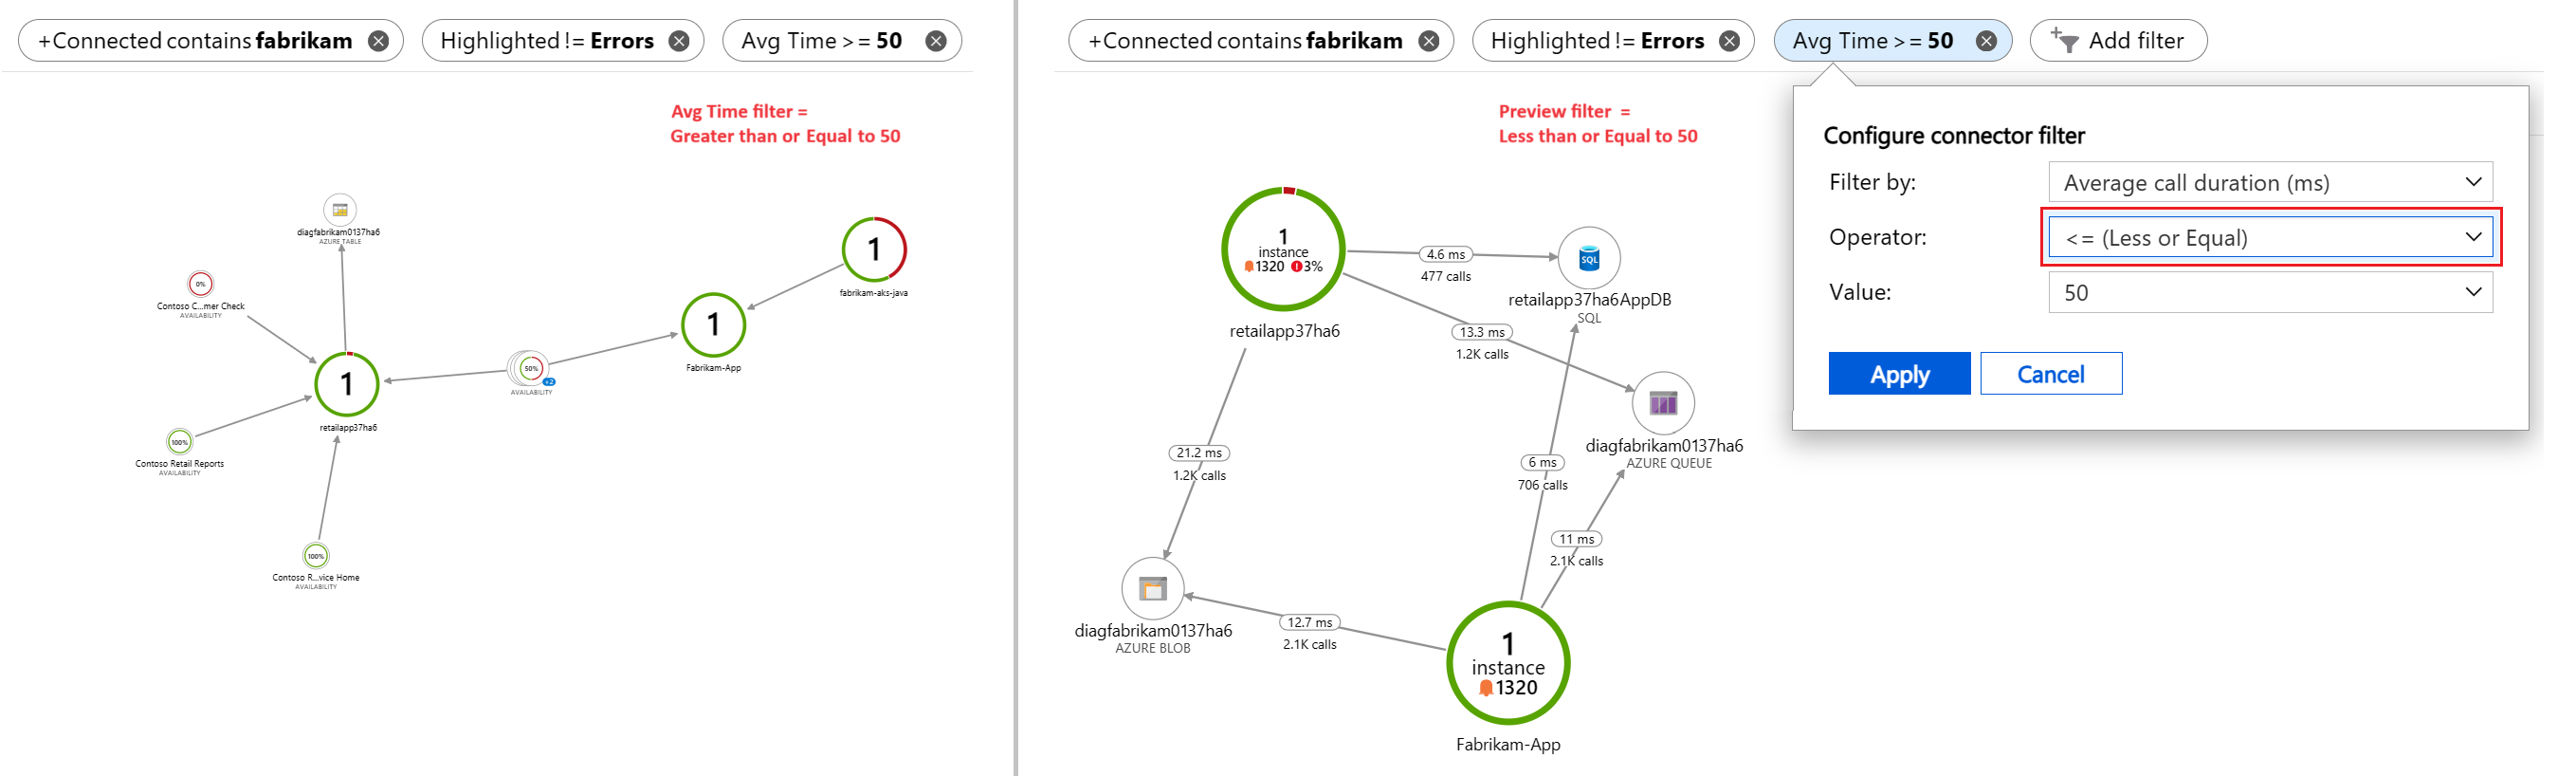 +Connected contains fabrikam
Highlighted != Errors
Avg Time >= 50
Avg Time filter =
Greater than or Equal to 50
diagfabrikam0137ha6
AZURE TABLE
1
fabrikam-aks-java
0%
Contoso C...mer Check
AVAILABILITY
1
Fabrikam-App
50%
+2
AVAILABILITY
1
retailapp37ha6
100%
Contoso Retail Reports
AVAILABILITY
100%
Contoso R...vice Home
AVAILABILITY
+Connected contains fabrikam
Highlighted != Errors
Avg Time >= 50
Add filter
Preview filter =
Less than or Equal to 50
1
instance
1320 3%
retailapp37ha6
4.6 ms
477 calls
SQL
retailapp37ha6AppDB
SQL
13.3 ms
1.2K calls
diagfabrikam0137ha6
AZURE QUEUE
21.2 ms
1.2K calls
6 ms
706 calls
11 ms
2.1K calls
diagfabrikam0137ha6
AZURE BLOB
12.7 ms
2.1K calls
1
instance
1320
Fabrikam-App
Configure connector filter
Filter by:
Average call duration (ms)
Operator:
<= (Less or Equal)
Value:
50
Apply
Cancel